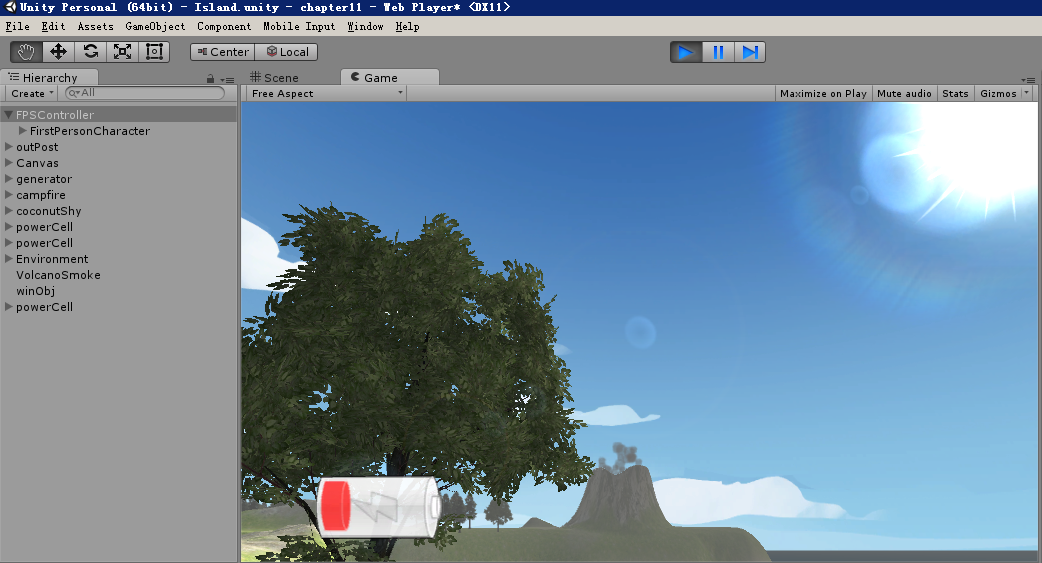 Unity Personal (64bit) - Island.unity - chapter11 - Web Player* <DX11>
File Edit Assets GameObject Component Mobile Input Window Help
Center Local
Hierarchy
Scene Game
Create All
Free Aspect Maximize on Play Mute audio Stats Gizmos
FPSController
FirstPersonCharacter
outPost
Canvas
generator
campfire
coconutShy
powerCell
powerCell
Environment
VolcanoSmoke
winObj
powerCell